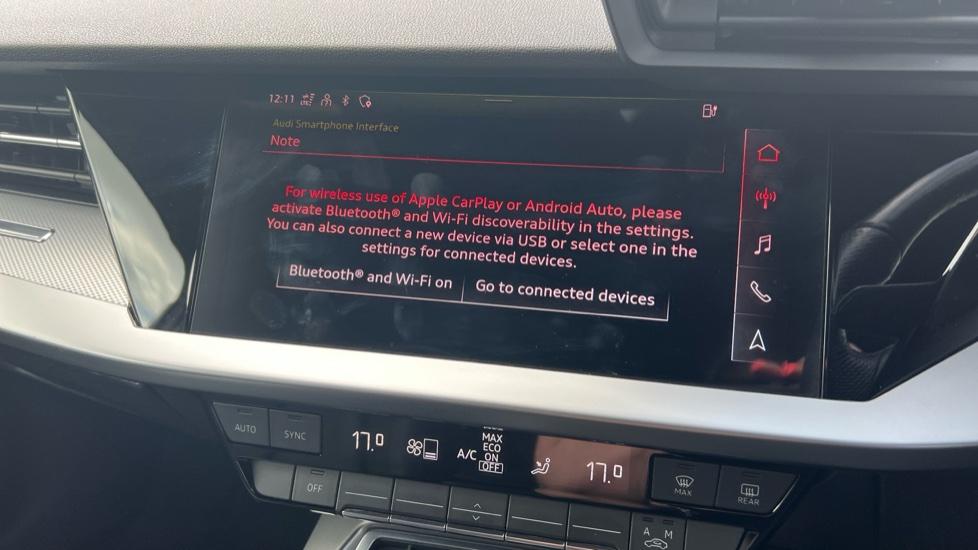 12:11
Audi Smartphone Interface
Note
For wireless use of Apple CarPlay or Android Auto, please
activate Bluetooth® and Wi-Fi discoverability in the settings.
You can also connect a new device via USB or select one in the
settings for connected devices.
Bluetooth® and Wi-Fi on
Go to connected devices
AUTO
SYNC
17.0
A/C
MAX
ECO
ON
OFF
17.0
MAX
REAR
OFF
A M